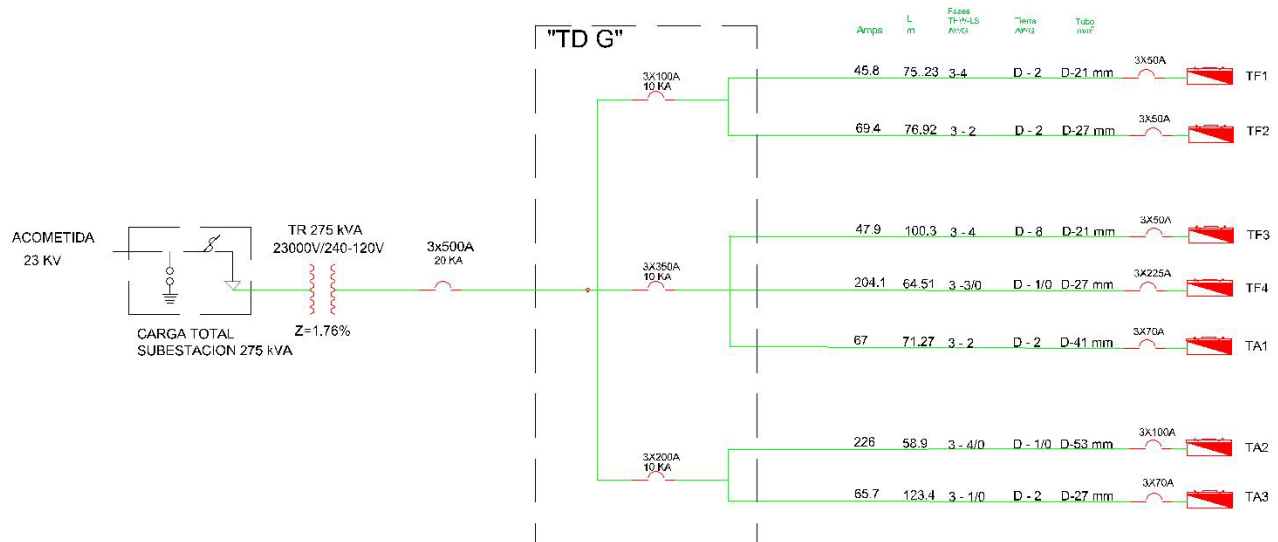 "TD G"
Amps
L
m
Fases
THW-LS
AWG
Tierra
AWG
Tubo
mm²
3X100A
10 KA
45.8 75..23 3-4 D - 2 D-21 mm 3X50A TF1
69.4 76.92 3 - 2 D - 2 D-27 mm 3X50A TF2
ACOMETIDA
23 KV
CARGA TOTAL
SUBESTACION 275 kVA
TR 275 kVA
23000V/240-120V
Z=1.76%
3x500A
20 KA
3X350A
10 KA
47.9 100.3 3 - 4 D - 8 D-21 mm 3X50A TF3
204.1 64.51 3 -3/0 D - 1/0 D-27 mm 3X225A TF4
67 71.27 3 - 2 D - 2 D-41 mm 3X70A TA1
3X200A
10 KA
226 58.9 3 - 4/0 D - 1/0 D-53 mm 3X100A TA2
65.7 123.4 3 - 1/0 D - 2 D-27 mm 3X70A TA3